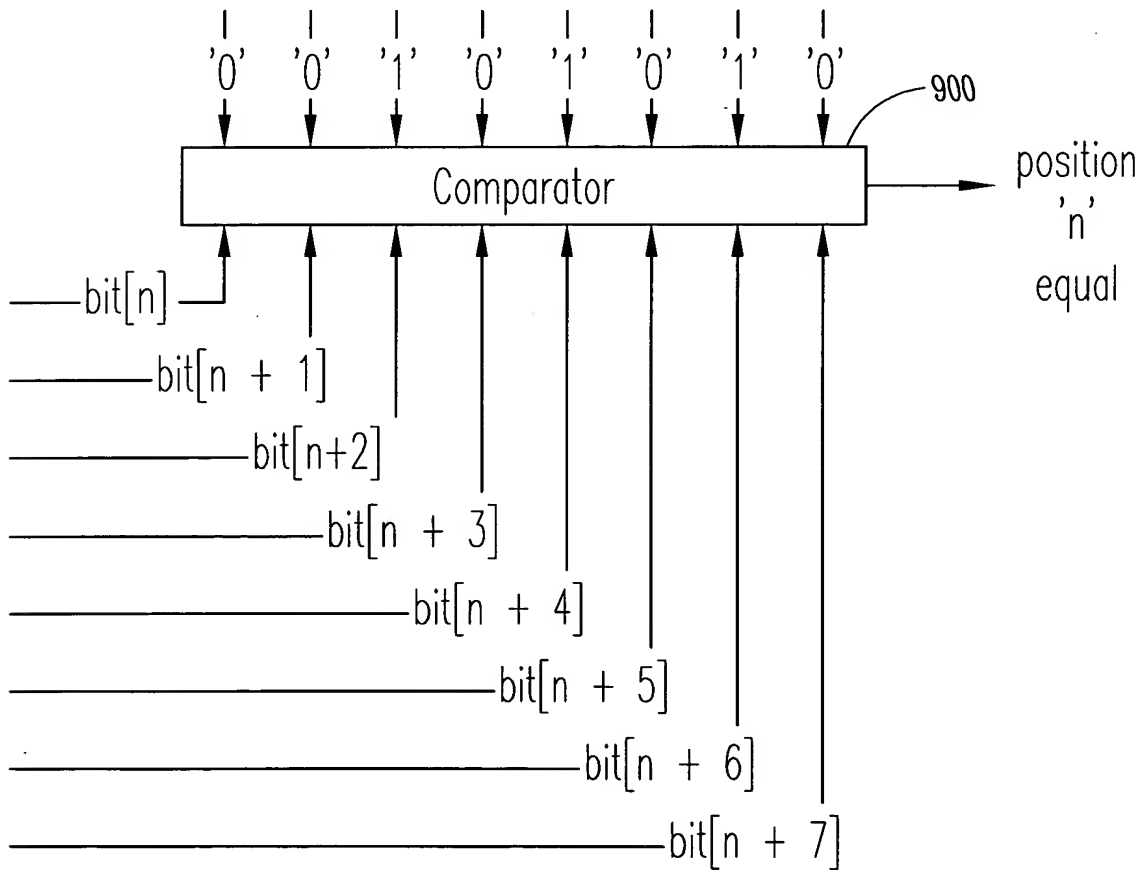 '0' '0' '1' '0' '1' '0' '1' '0'
900
Comparator
position
'n'
equal
bit[n]
bit[n + 1]
bit[n+2]
bit[n + 3]
bit[n + 4]
bit[n + 5]
bit[n + 6]
bit[n + 7]